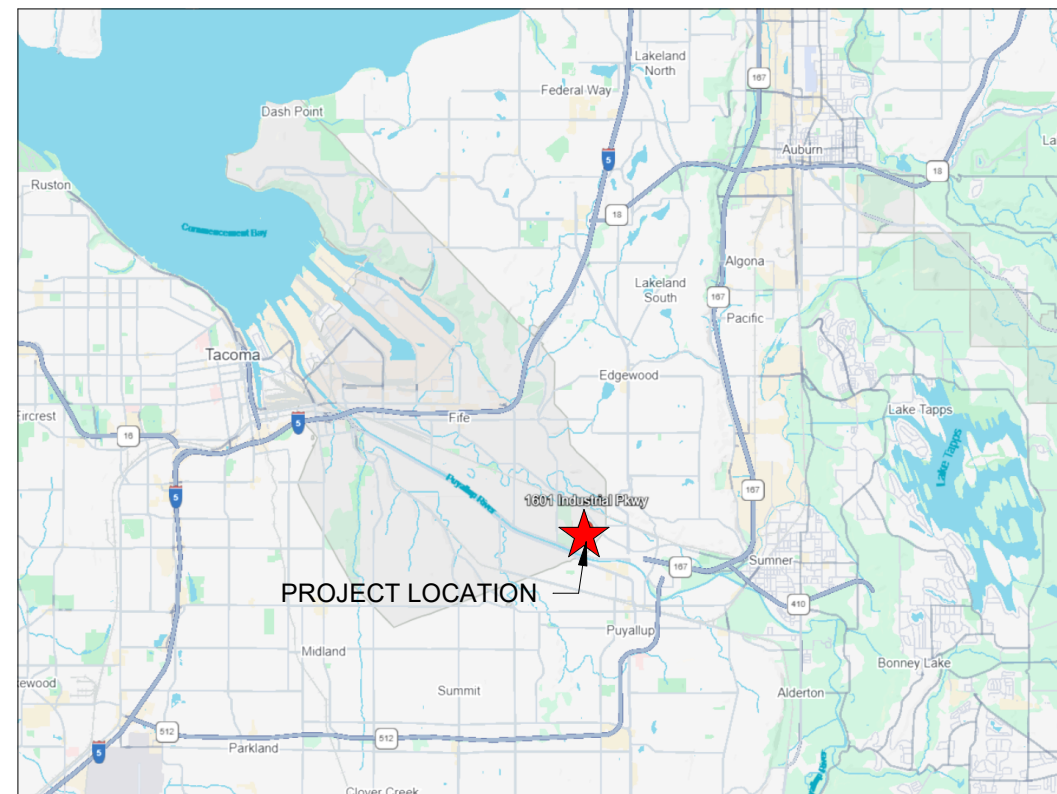 Lakeland
North
167
Federal Way
Dash Point
Auburn
5
18
Ruston
18
Commencement Bay
Algona
Lakeland
South
167
Pacific
Tacoma
Edgewood
Lake Tapps
Fife
5
16
Lake Tapps
Puyallup River
167
5
1601 Industrial Pkwy
Sumner
167
PROJECT LOCATION
410
Puyallup
Midland
Bonney Lake
Summit
Alderton
512
512
Parkland
5
Clover Creek
River